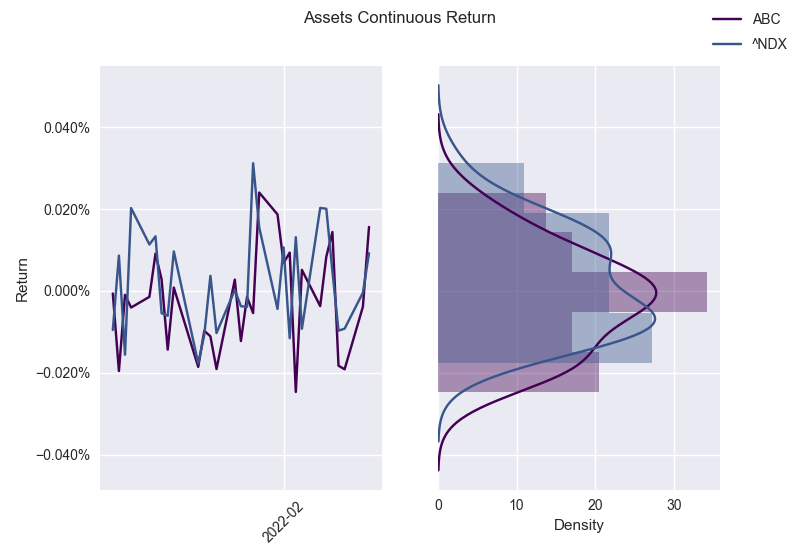 Assets Continuous Return
ABC
^NDX
Return
0.040%
0.020%
0.000%
−0.020%
−0.040%
2022-02
0 10 20 30
Density